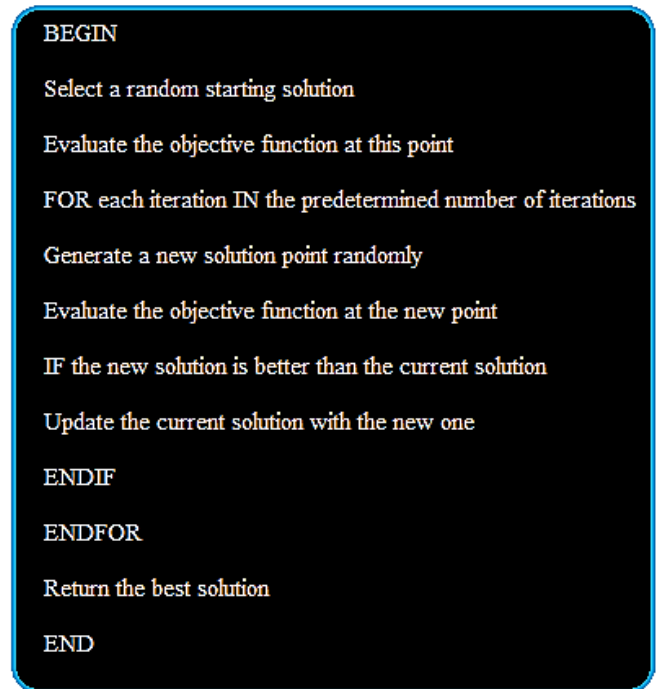 BEGIN
Select a random starting solution
Evaluate the objective function at this point
FOR each iteration IN the predetermined number of iterations
Generate a new solution point randomly
Evaluate the objective function at the new point
IF the new solution is better than the current solution
Update the current solution with the new one
ENDIF
ENDFOR
Return the best solution
END